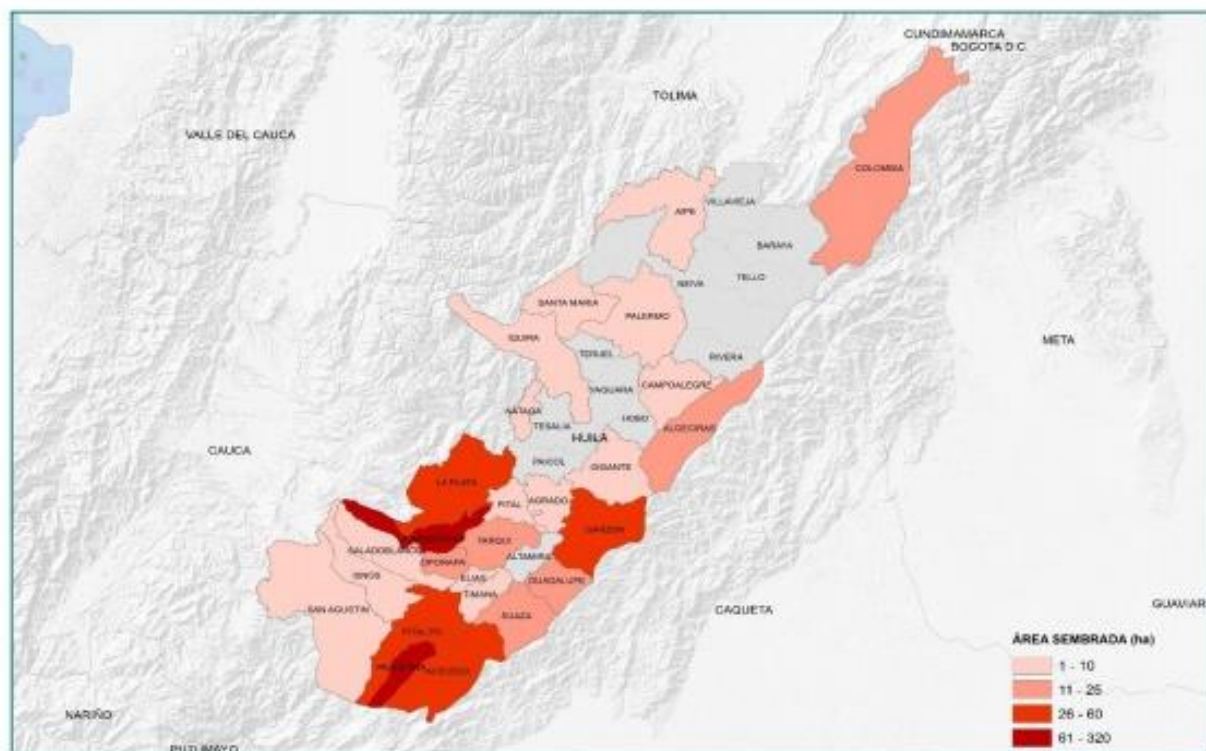 CUNDIMAMARCA
BOGOTA D.C.
TOLIMA
VALLE DEL CAUCA
COLOMBIA
VILLAVIEJA
AIPE
BARAYA
TELLO
NEIVA
SANTA MARIA
PALERMO
META
IQUIRA
TERUEL
RIVERA
CAMPOALEGRE
YAGUARA
NATAGA
HOBO
TESALIA
ALGECIRAS
HUILA
CAUCA
PAICOL
GIGANTE
LA PLATA
PITAL
AGRADO
GARZON
TARQUI
SALADOBLANCO
ALTAMIRA
OPORAPA
ISNOS
ELIAS
GUADALUPE
TIMANA
SAN AGUSTIN
SUAZA
CAQUETA
GUAVIAR
PITALITO
ACEVEDO
ÁREA SEMBRADA (ha)
1 - 10
11 - 25
26 - 60
61 - 320
NARIÑO
PUTUMAYO